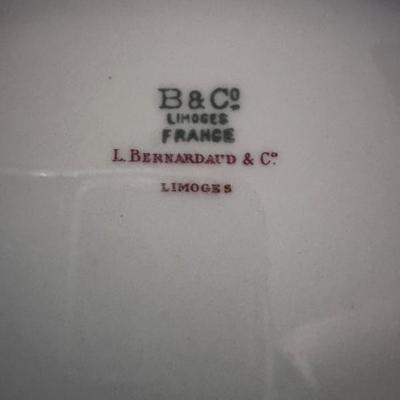 B & Cº
LIMOGES
FRANCE
L. BERNARDAUD & Cº
LIMOGES